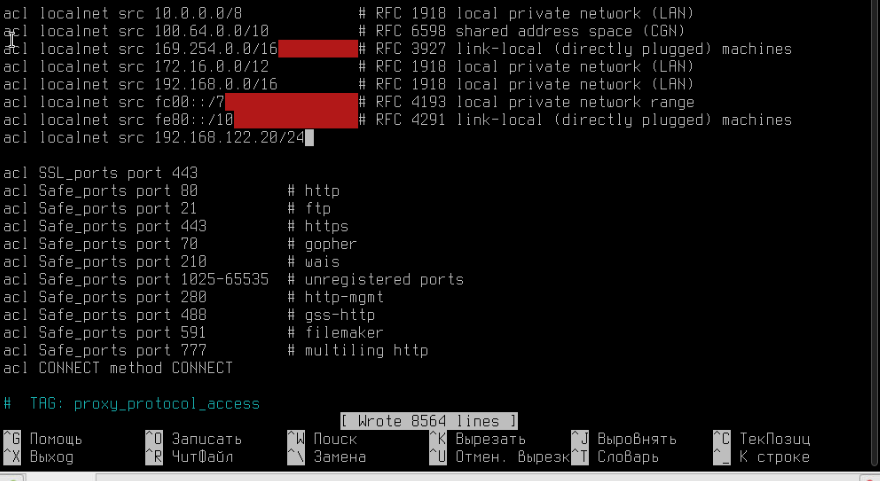 acl localnet src 10.0.0.0/8 # RFC 1918 local private network (LAN)
acl localnet src 100.64.0.0/10 # RFC 6598 shared address space (CGN)
acl localnet src 169.254.0.0/16 # RFC 3927 link-local (directly plugged) machines
acl localnet src 172.16.0.0/12 # RFC 1918 local private network (LAN)
acl localnet src 192.168.0.0/16 # RFC 1918 local private network (LAN)
acl localnet src fc00::/7 # RFC 4193 local private network range
acl localnet src fe80::/10 # RFC 4291 link-local (directly plugged) machines
acl localnet src 192.168.122.20/24
acl SSL_ports port 443
acl Safe_ports port 80 # http
acl Safe_ports port 21 # ftp
acl Safe_ports port 443 # https
acl Safe_ports port 70 # gopher
acl Safe_ports port 210 # wais
acl Safe_ports port 1025-65535 # unregistered ports
acl Safe_ports port 280 # http-mgmt
acl Safe_ports port 488 # gss-http
acl Safe_ports port 591 # filemaker
acl Safe_ports port 777 # multiling http
acl CONNECT method CONNECT
# TAG: proxy_protocol_access
[ Wrote 8564 lines ]
^G Помощь ^O Записать ^W Поиск ^K Вырезать ^J Выровнять ^C ТекПозиц
^X Выход ^R ЧитФайл ^\ Замена ^U Отмен. Вырезк ^T Словарь ^_ К строке